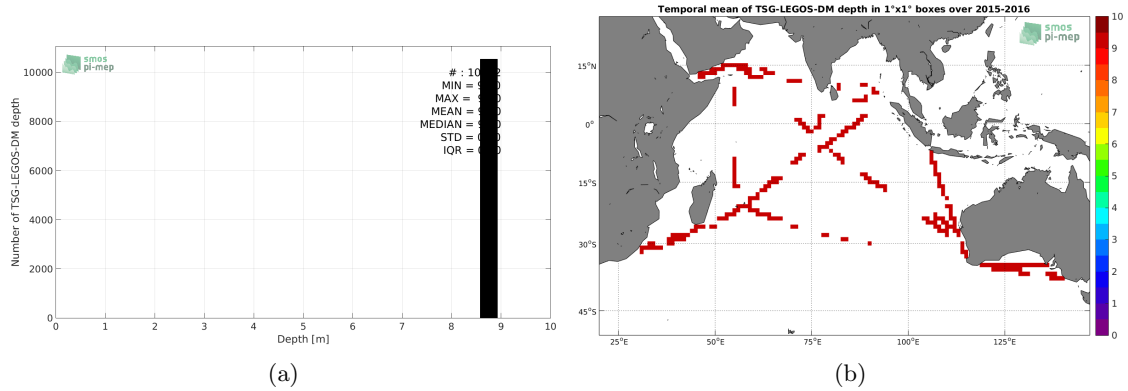 smos
pi-mep
# : 10
MIN =
MAX =
MEAN =
MEDIAN =
STD =
IQR =
10000
8000
6000
4000
2000
0
Number of TSG-LEGOS-DM depth
0 1 2 3 4 5 6 7 8 9 10
Depth [m]
(a)
Temporal mean of TSG-LEGOS-DM depth in 1°x1° boxes over 2015-2016
smos
pi-mep
15°N
0°
15°S
30°S
45°S
25°E 50°E 75°E 100°E 125°E
10
9
8
7
6
5
4
3
2
1
0
(b)